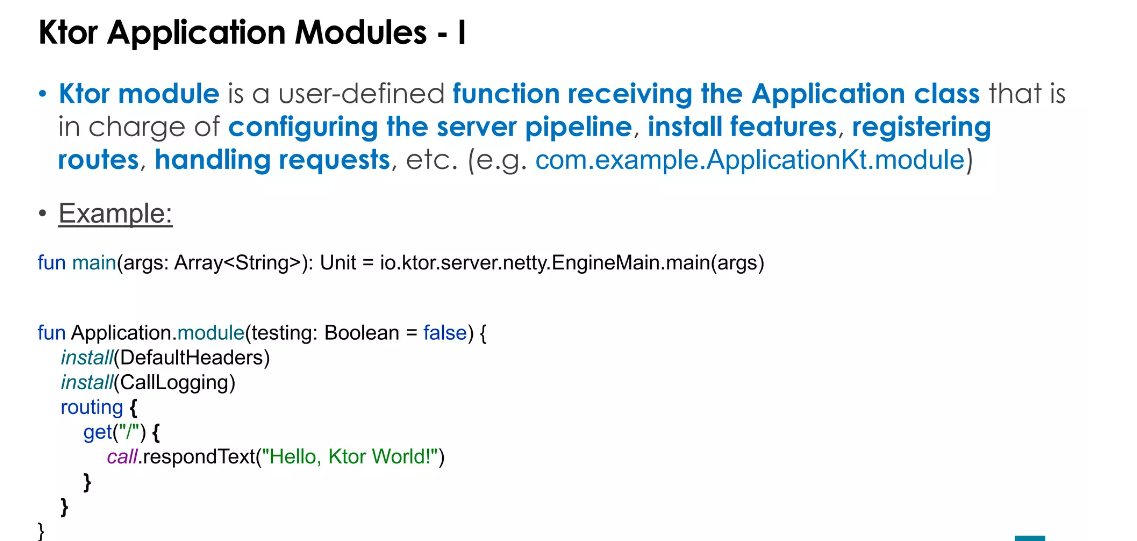 Ktor Application Modules - I
• Ktor module is a user-defined function receiving the Application class that is
in charge of configuring the server pipeline, install features, registering
routes, handling requests, etc. (e.g. com.example.ApplicationKt.module)
• Example:
fun main(args: Array<String>): Unit = io.ktor.server.netty.EngineMain.main(args)
fun Application.module(testing: Boolean = false) {
install(DefaultHeaders)
install(CallLogging)
routing {
get("/") {
call.respondText("Hello, Ktor World!")
}
}
}